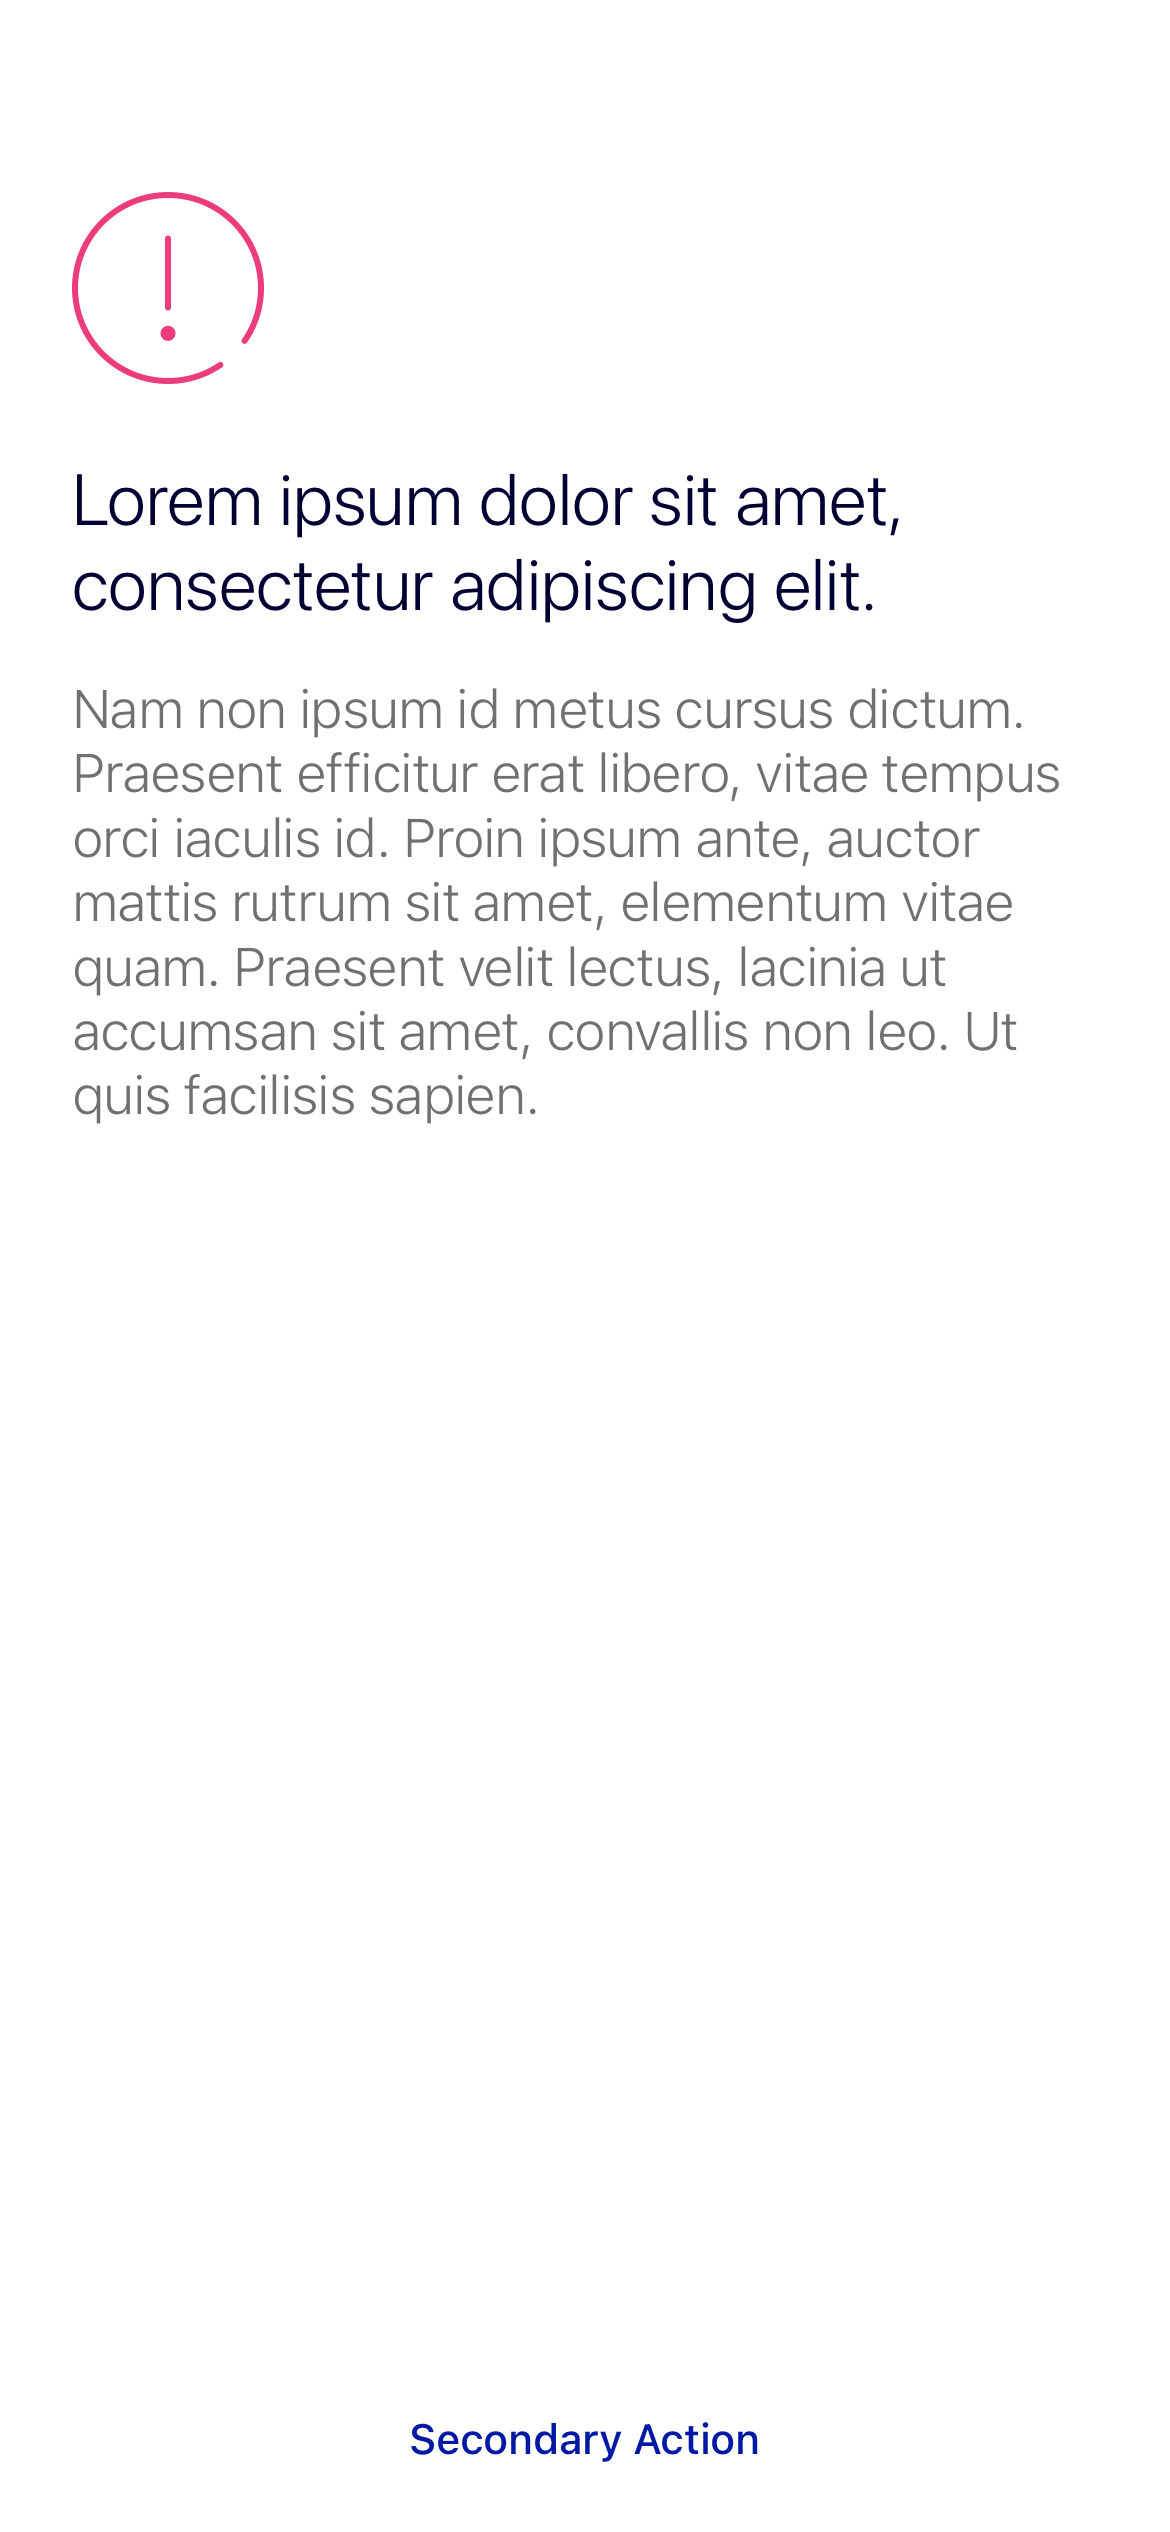 Lorem ipsum dolor sit amet,
consectetur adipiscing elit.
Nam non ipsum id metus cursus dictum.
Praesent efficitur erat libero, vitae tempus
orci iaculis id. Proin ipsum ante, auctor
mattis rutrum sit amet, elementum vitae
quam. Praesent velit lectus, lacinia ut
accumsan sit amet, convallis non leo. Ut
quis facilisis sapien.
Secondary Action